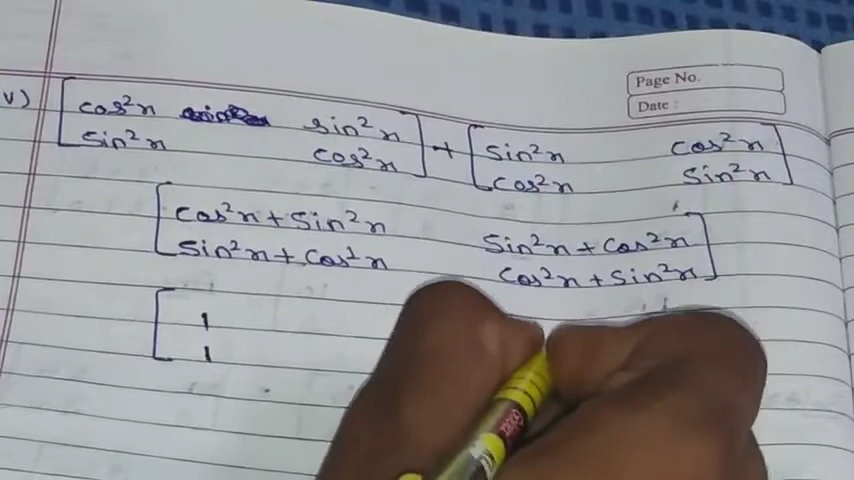 Page No.
Date :
v) [cos²x sin²x] + [sin²x cos²x]
[sin²x cos²x] [cos²x sin²x]
[cos²x + sin²x sin²x + cos²x]
[sin²x + cos²x cos²x + sin²x]
[1
[1